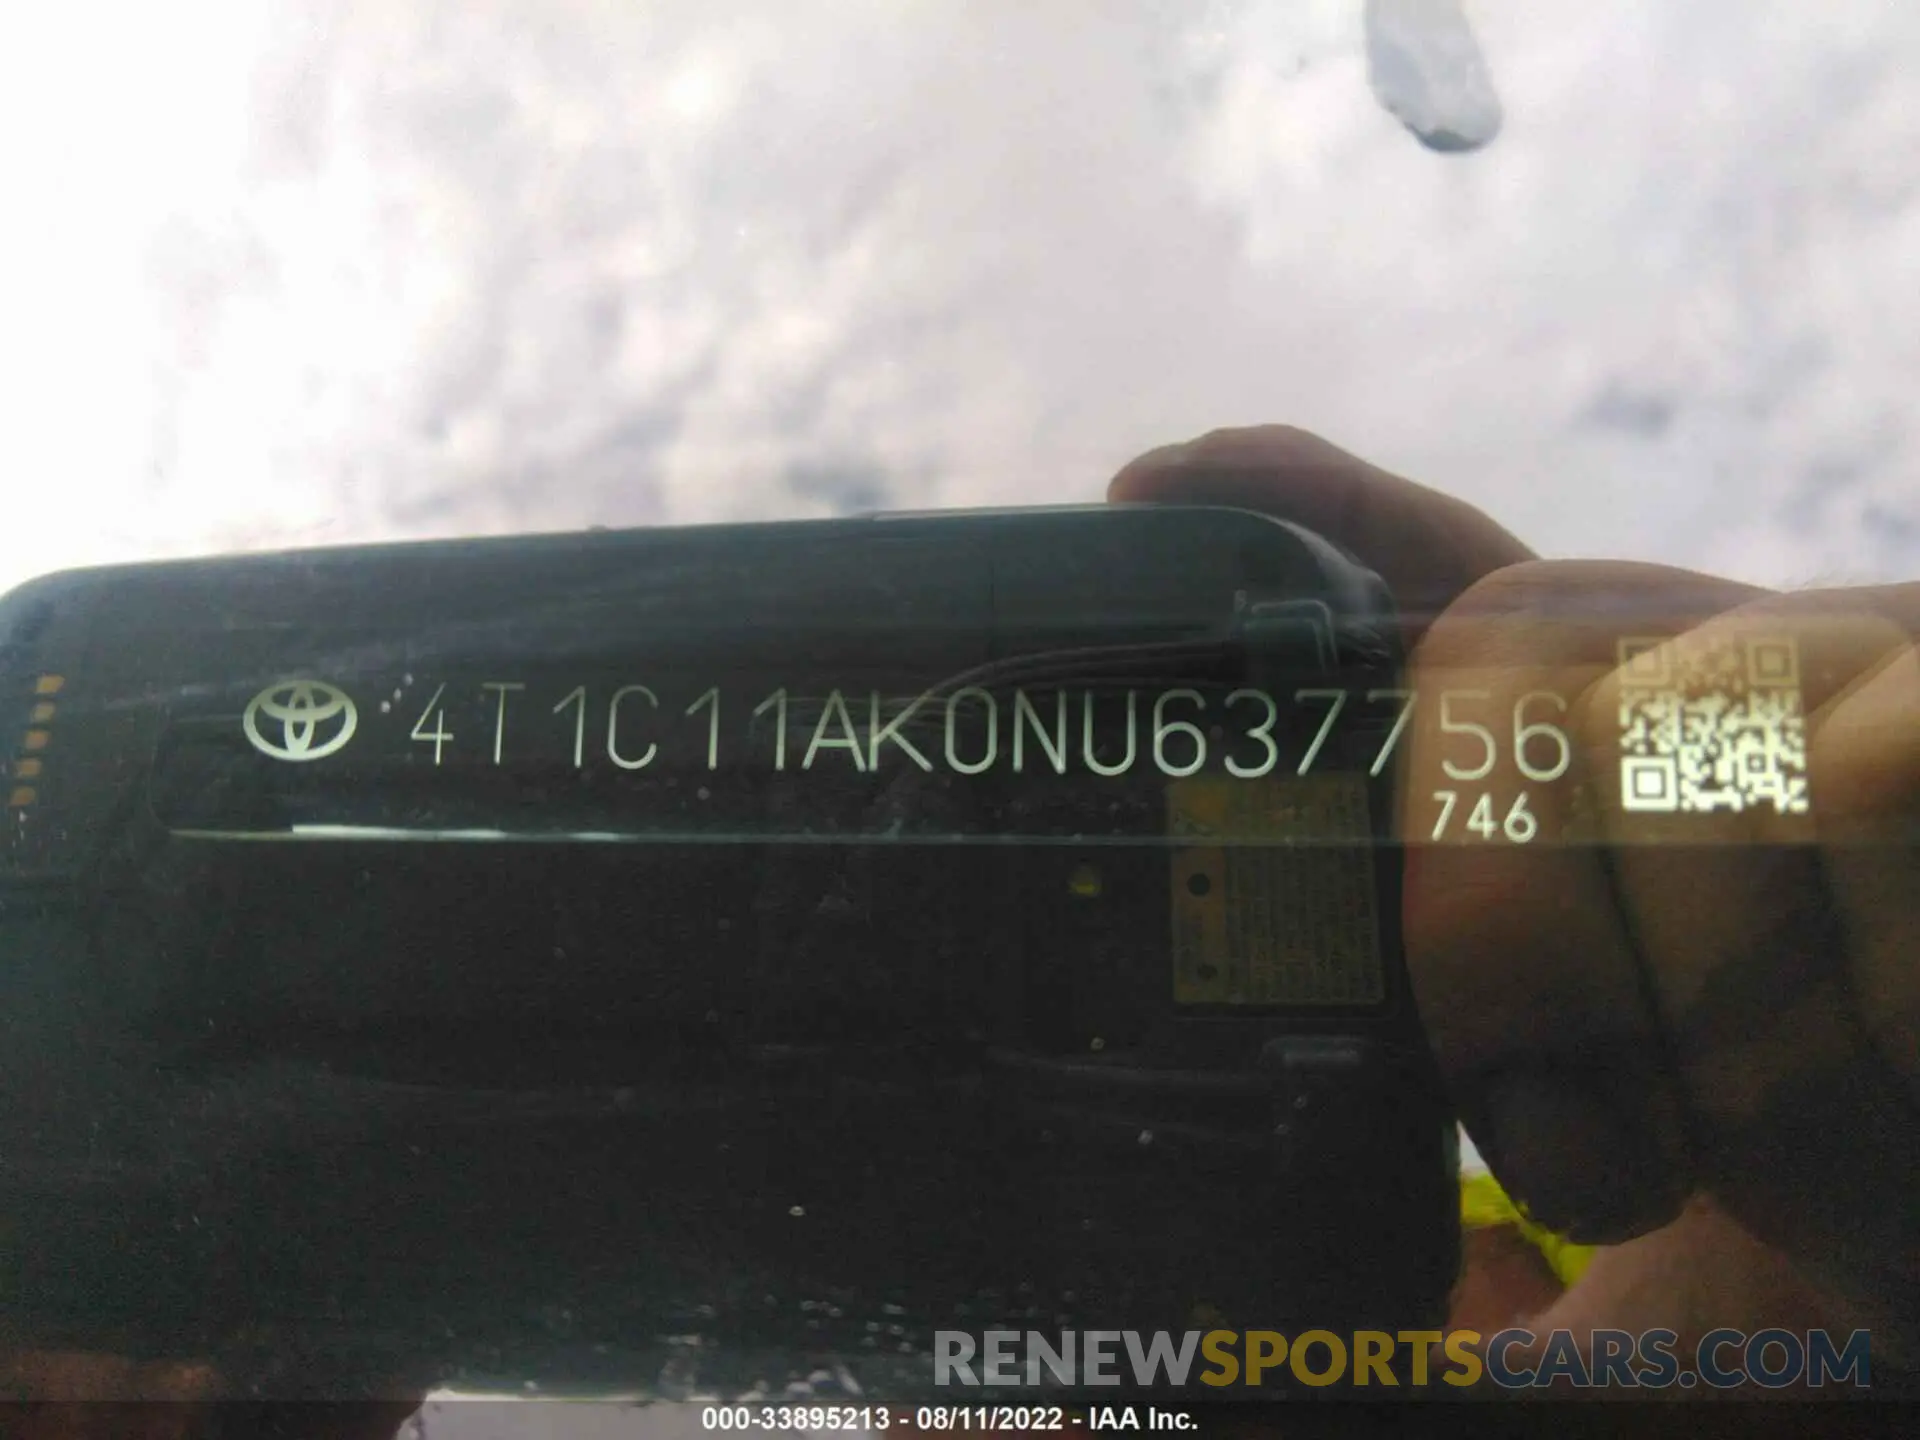 4T1C11AK0NU637756
746
RENEWSPORTSCARS.COM
000-33895213 - 08/11/2022 - IAA Inc.